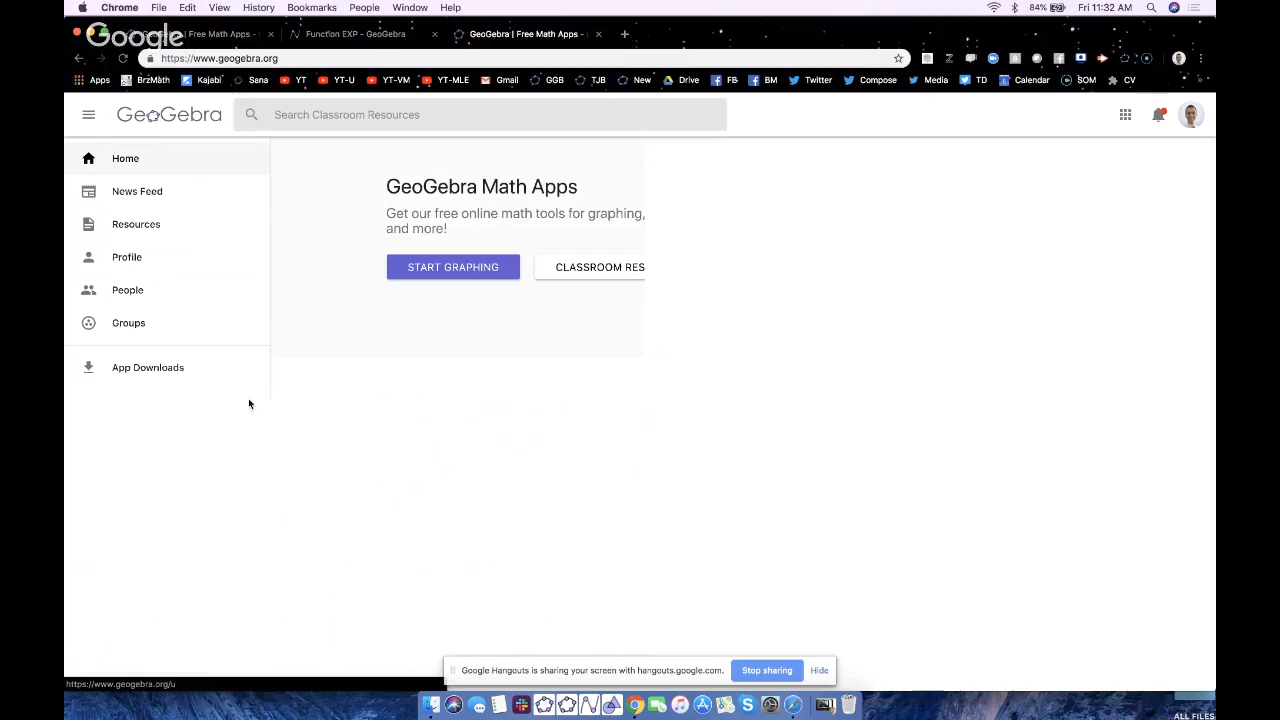 Chrome File Edit View History Bookmarks People Window Help 84% Fri 11:32 AM
Google
| Free Math Apps - Function EXP - GeoGebra GeoGebra | Free Math Apps -
https://www.geogebra.org
Apps BrzMath Kajabi Sana YT YT-U YT-VM YT-MLE Gmail GGB TJB New Drive FB BM Twitter Compose Media TD Calendar SOM CV
GeoGebra Search Classroom Resources
Home
News Feed
Resources
Profile
People
Groups
App Downloads
GeoGebra Math Apps
Get our free online math tools for graphing,
and more!
START GRAPHING CLASSROOM RES
Google Hangouts is sharing your screen with hangouts.google.com. Stop sharing Hide
https://www.geogebra.org/u
ALL FILES